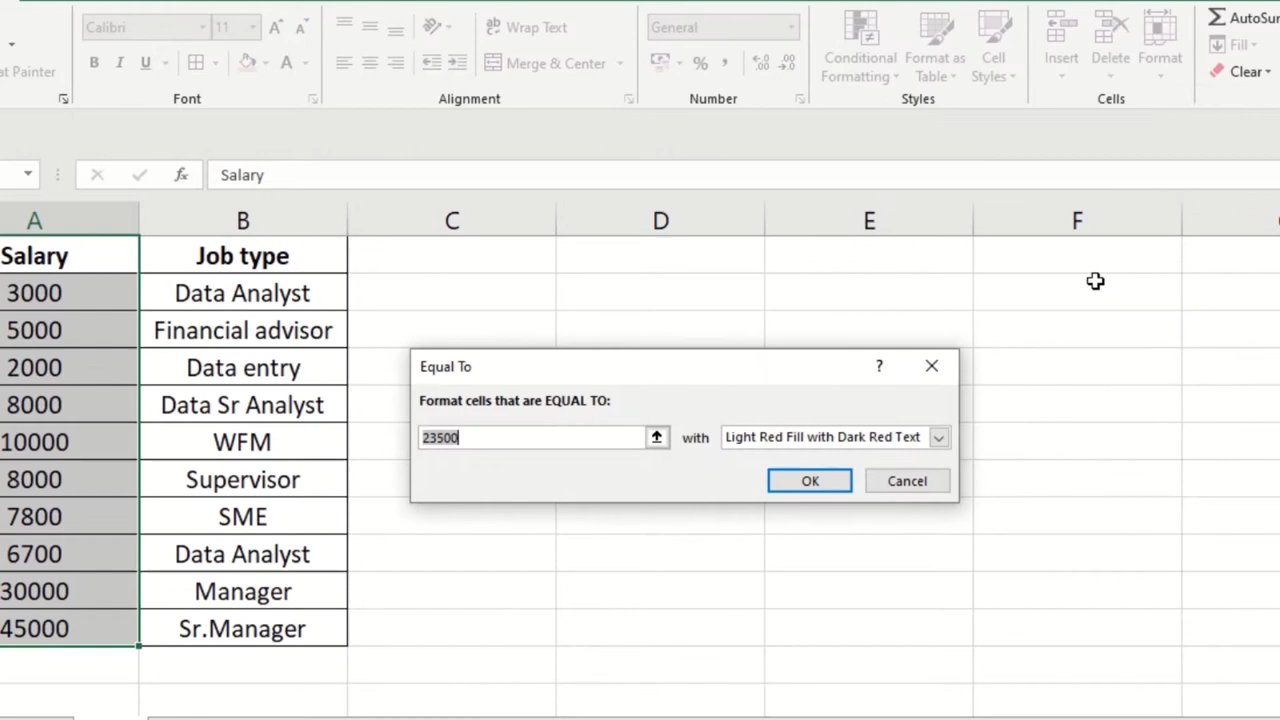 Calibri 11 A A Wrap Text General AutoSum
B I U A Merge & Center % , Conditional Formatting Format as Table Cell Styles Insert Delete Format Fill
at Painter Clear
Font Alignment Number Styles Cells
fx Salary
A B C D E F
Salary Job type
3000 Data Analyst
5000 Financial advisor
2000 Data entry
8000 Data Sr Analyst
10000 WFM
8000 Supervisor
7800 SME
6700 Data Analyst
30000 Manager
45000 Sr.Manager
Equal To ?
Format cells that are EQUAL TO:
23500 with Light Red Fill with Dark Red Text
OK Cancel